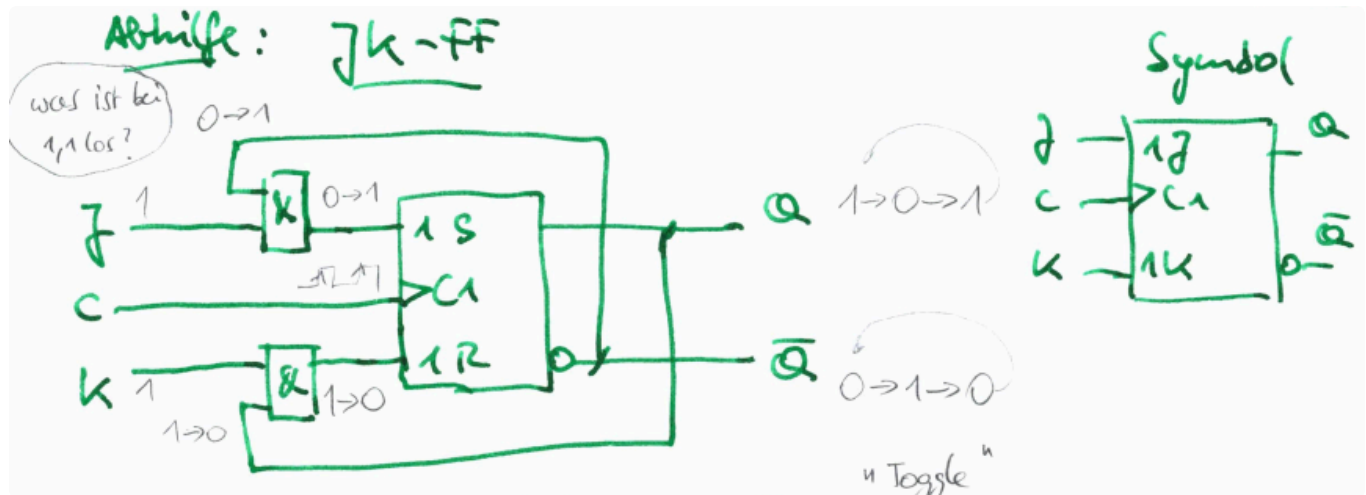 Abhilfe: JK-FF
was ist bei
1,1 los?
0→1
J 1 & 0→1 1S Q 1→0→1
C C1
K 1 & 1→0 1R Q̅ 0→1→0
1→0
"Toggle"
Symbol
J 1J Q
C C1
K 1K Q̅